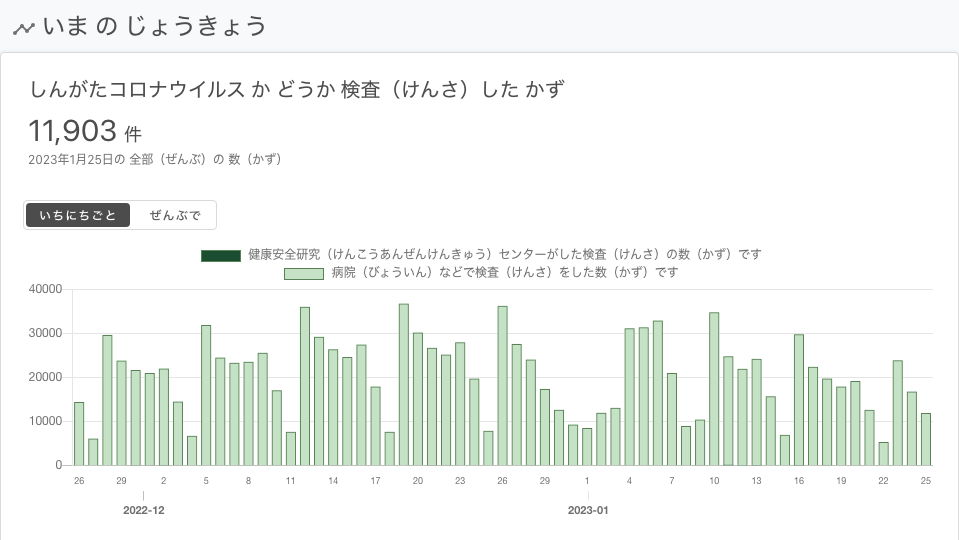 いま の じょうきょう
しんがたコロナウイルス か どうか 検査（けんさ）した かず
11,903 件
2023年1月25日の 全部（ぜんぶ）の 数（かず）
いちにちごと ぜんぶで
健康安全研究（けんこうあんぜんけんきゅう）センターがした検査（けんさ）の数（かず）です
病院（びょういん）などで検査（けんさ）をした数（かず）です
40000
30000
20000
10000
0
26 29 2 5 8 11 14 17 20 23 26 29 1 4 7 10 13 16 19 22 25
2022-12 2023-01